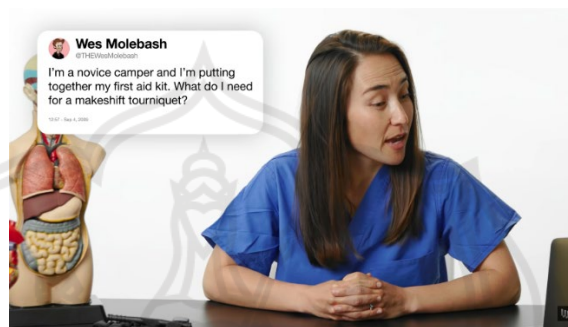 Wes Molebash
@THEWesMolebash
I'm a novice camper and I'm putting
together my first aid kit. What do I need
for a makeshift tourniquet?